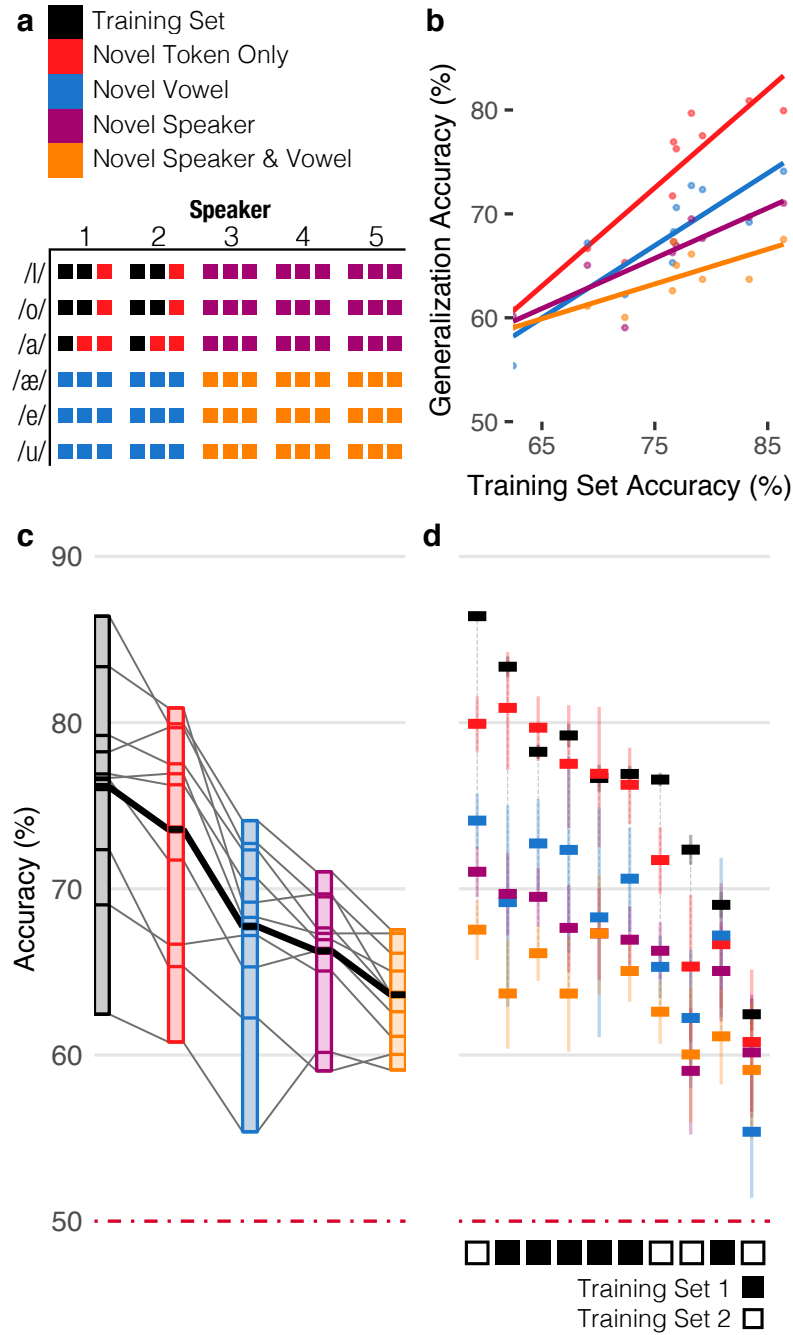 a
Training Set
Novel Token Only
Novel Vowel
Novel Speaker
Novel Speaker & Vowel
Speaker
1 2 3 4 5
/I/
/o/
/a/
/æ/
/e/
/u/
b
Generalization Accuracy (%)
80
70
60
50
65 75 85
Training Set Accuracy (%)
c
Accuracy (%)
90
80
70
60
50
d
Training Set 1
Training Set 2